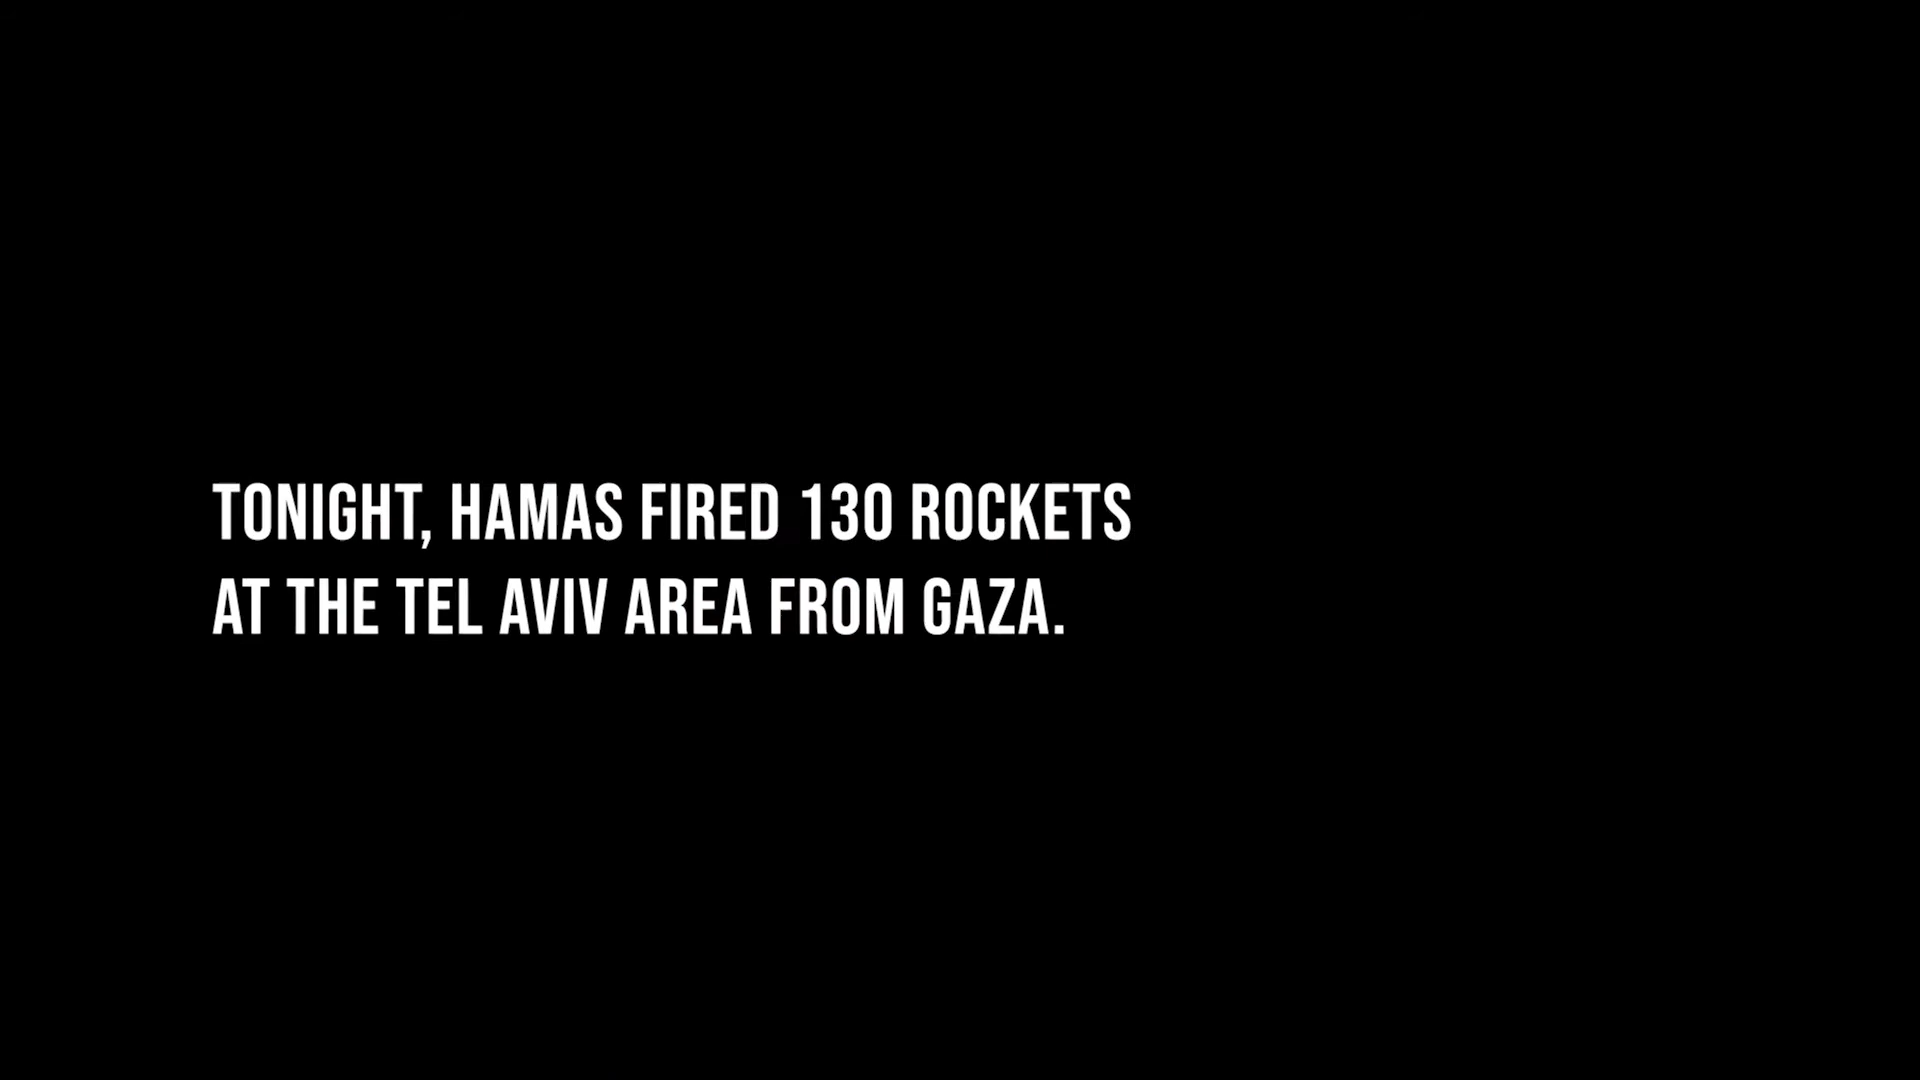 TONIGHT, HAMAS FIRED 130 ROCKETS
AT THE TEL AVIV AREA FROM GAZA.